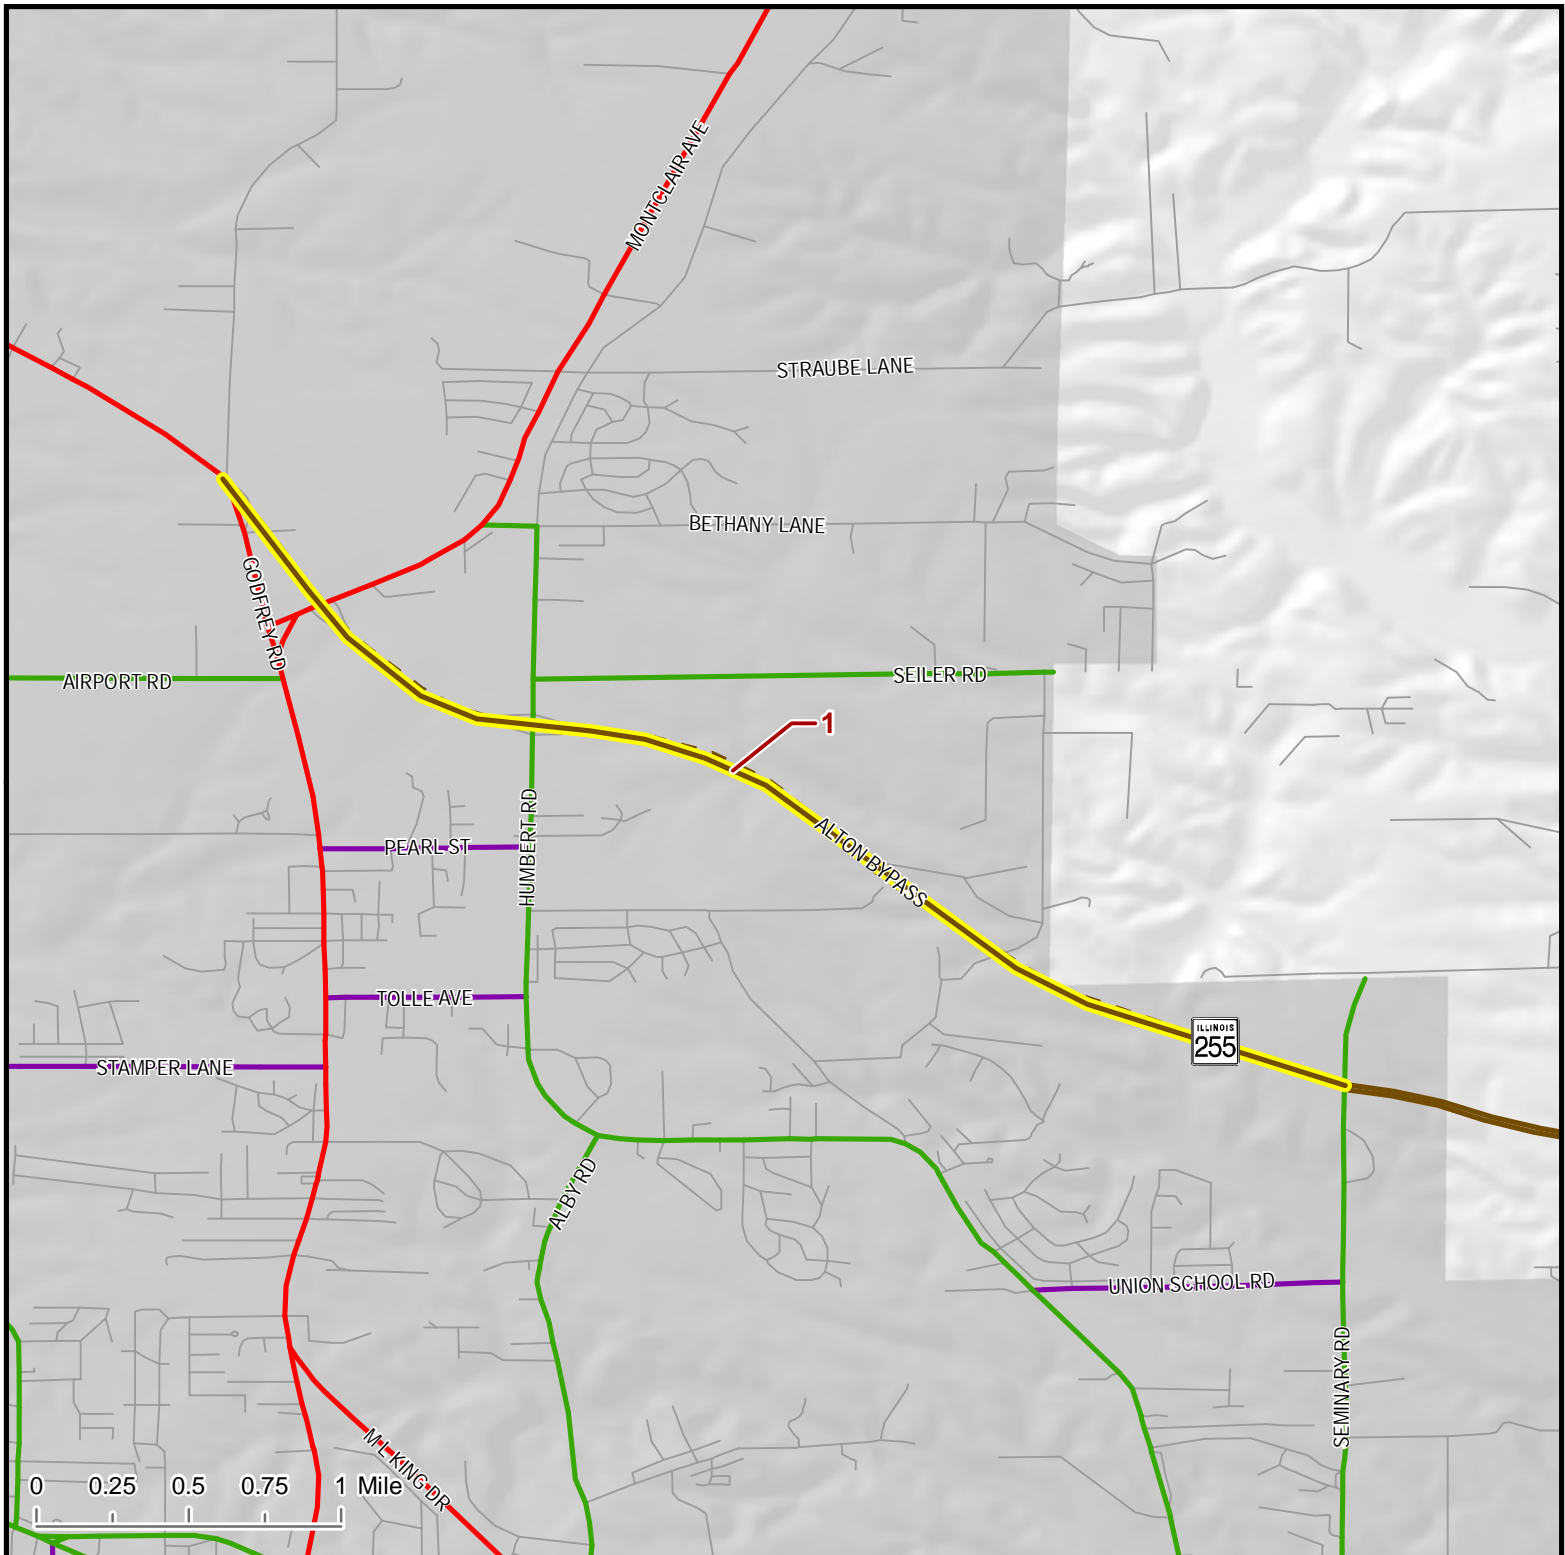 MONTCLAIR AVE
STRAUBE LANE
BETHANY LANE
GODFREY RD
AIRPORT RD
SEILER RD
1
HUMBERT RD
PEARL ST
ALTON BYPASS
TOLLE AVE
ILLINOIS
255
STAMPER LANE
ALBY RD
UNION SCHOOL RD
SEMINARY RD
M L KING DR
0 0.25 0.5 0.75 1 Mile